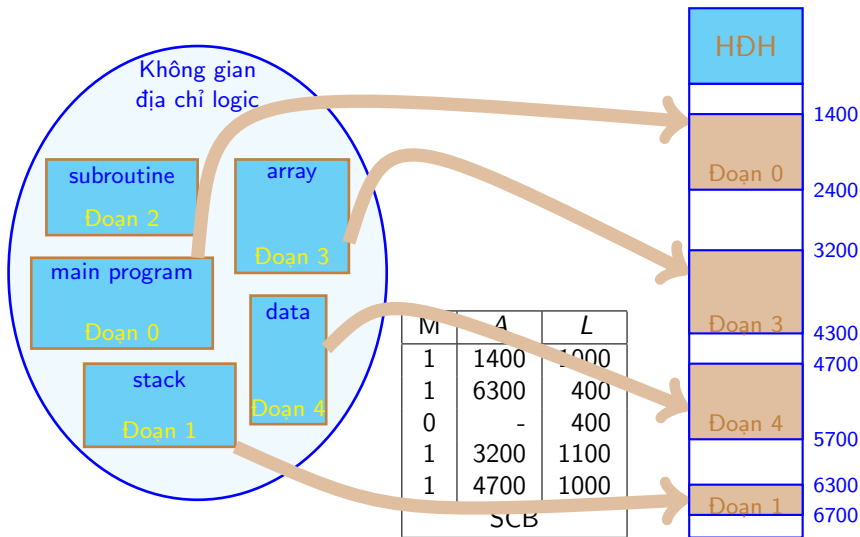 Không gian
địa chỉ logic
subroutine
Đoạn 2
array
Đoạn 3
main program
Đoạn 0
data
Đoạn 4
stack
Đoạn 1
M A L
1 1400 1000
1 6300 400
0 - 400
1 3200 1100
1 4700 1000
SCB
HĐH
1400
Đoạn 0
2400
3200
Đoạn 3
4300
4700
Đoạn 4
5700
6300
Đoạn 1
6700